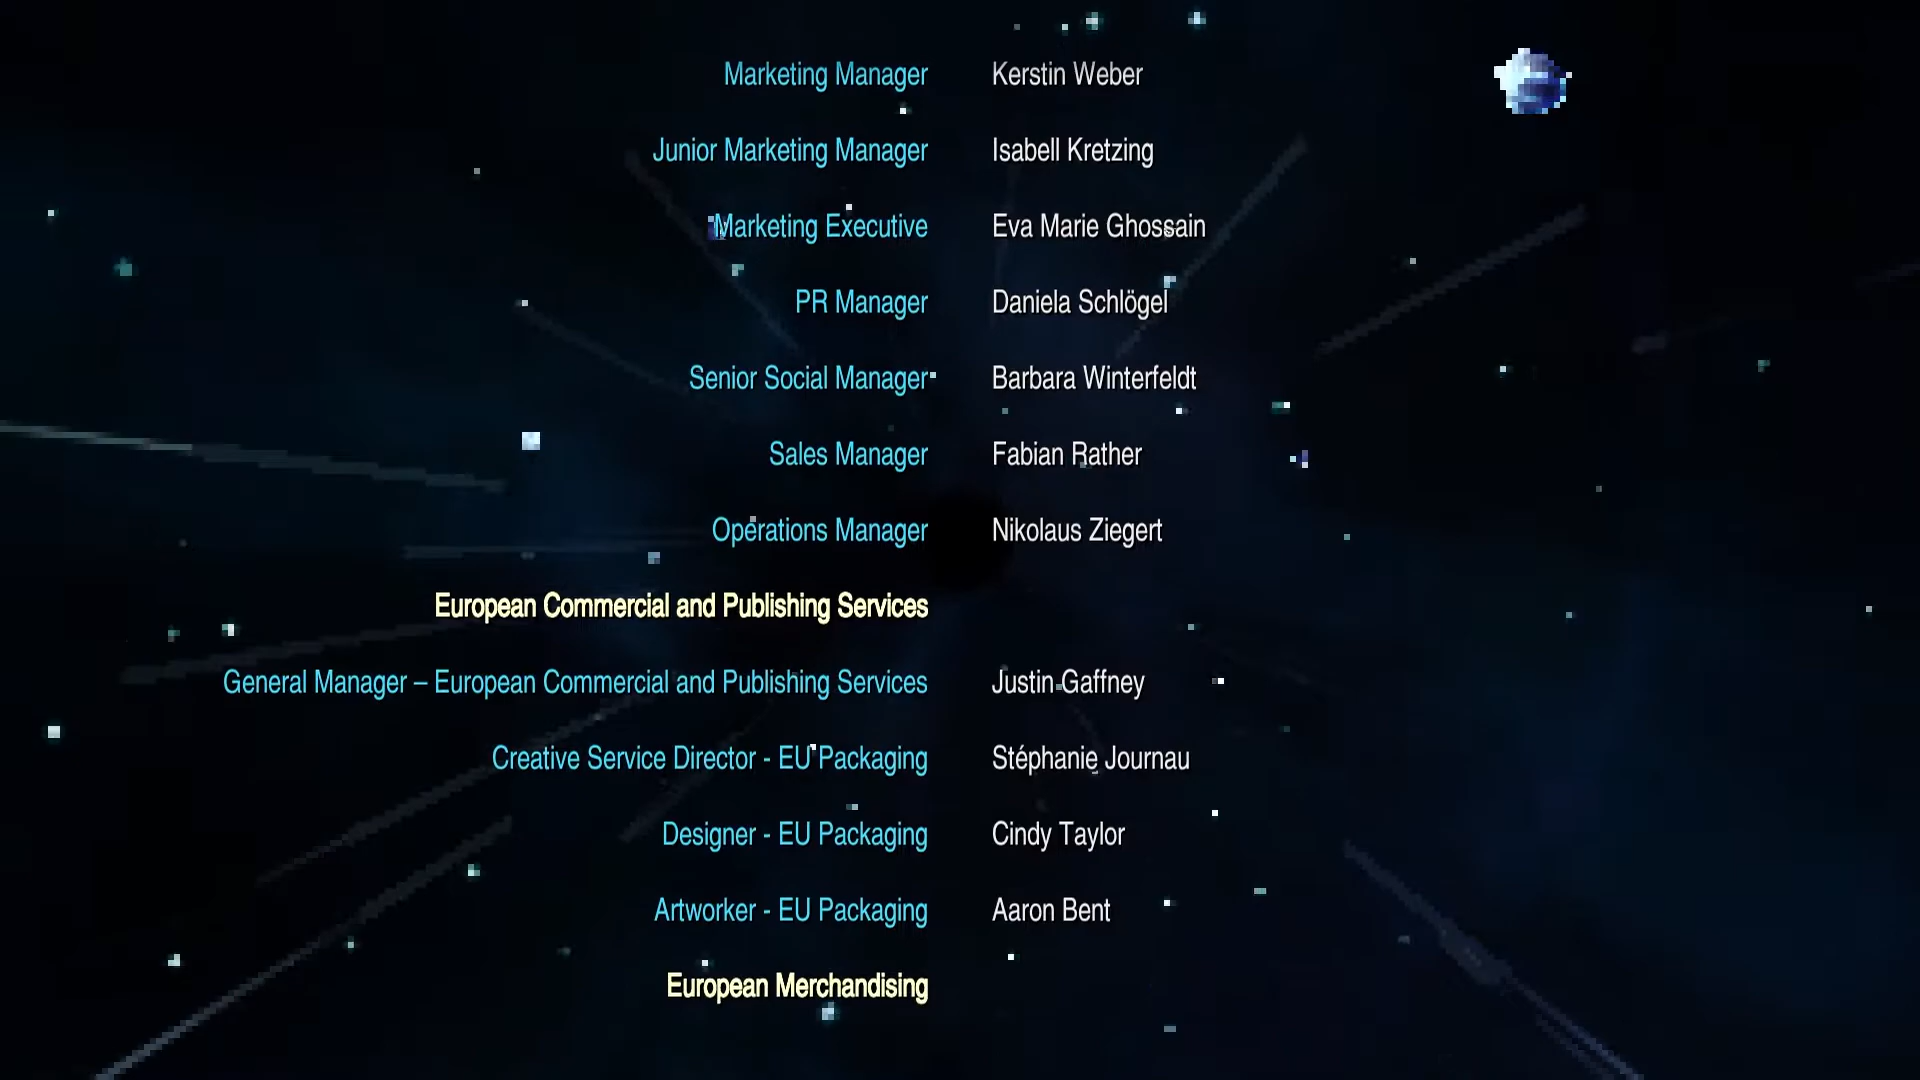 Marketing Manager Kerstin Weber
Junior Marketing Manager Isabell Kretzing
Marketing Executive Eva Marie Ghossain
PR Manager Daniela Schlögel
Senior Social Manager Barbara Winterfeldt
Sales Manager Fabian Rather
Operations Manager Nikolaus Ziegert
European Commercial and Publishing Services
General Manager – European Commercial and Publishing Services Justin Gaffney
Creative Service Director - EU Packaging Stéphanie Journau
Designer - EU Packaging Cindy Taylor
Artworker - EU Packaging Aaron Bent
European Merchandising